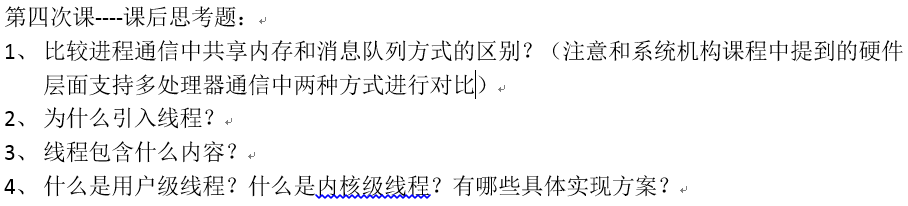 第四次课----课后思考题：
1、 比较进程通信中共享内存和消息队列方式的区别？（注意和系统机构课程中提到的硬件
层面支持多处理器通信中两种方式进行对比）
2、 为什么引入线程？
3、 线程包含什么内容？
4、 什么是用户级线程？什么是内核级线程？有哪些具体实现方案？